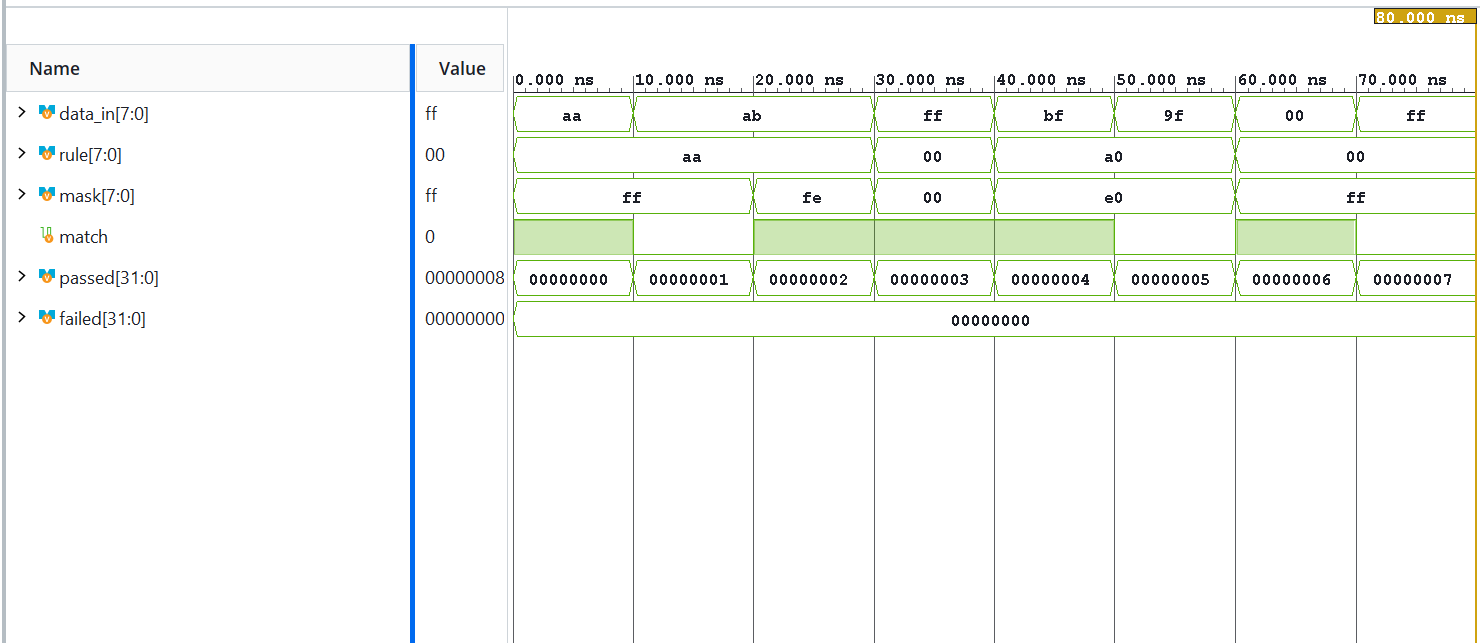 80.000 ns
Name Value
0.000 ns 10.000 ns 20.000 ns 30.000 ns 40.000 ns 50.000 ns 60.000 ns 70.000 ns
data_in[7:0] ff aa ab ff bf 9f 00 ff
rule[7:0] 00 aa 00 a0 00
mask[7:0] ff ff fe 00 e0 ff
match 0
passed[31:0] 00000008 00000000 00000001 00000002 00000003 00000004 00000005 00000006 00000007
failed[31:0] 00000000 00000000